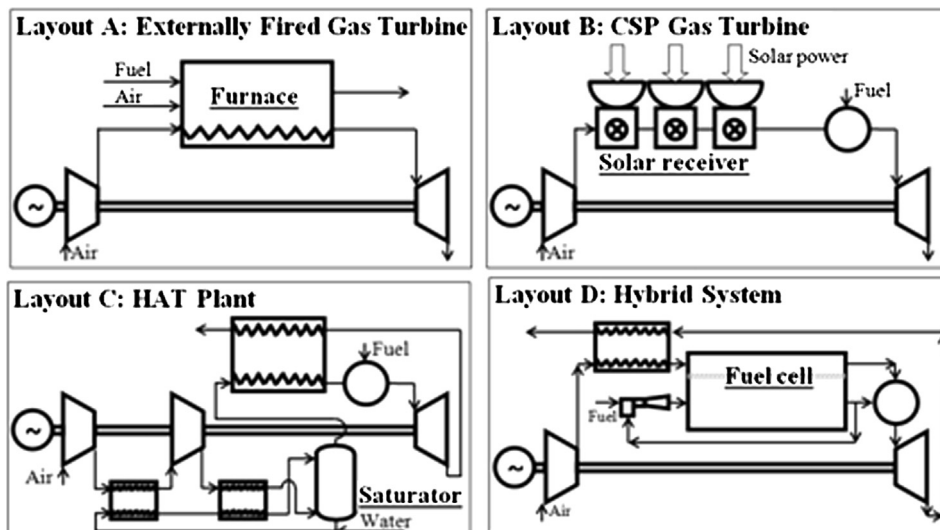 Layout A: Externally Fired Gas Turbine
Fuel
Air
Furnace
~
Air
Layout B: CSP Gas Turbine
Solar power
Fuel
Solar receiver
~
Air
Layout C: HAT Plant
Fuel
~
Air
Saturator
Water
Layout D: Hybrid System
Fuel cell
Fuel
~
Air